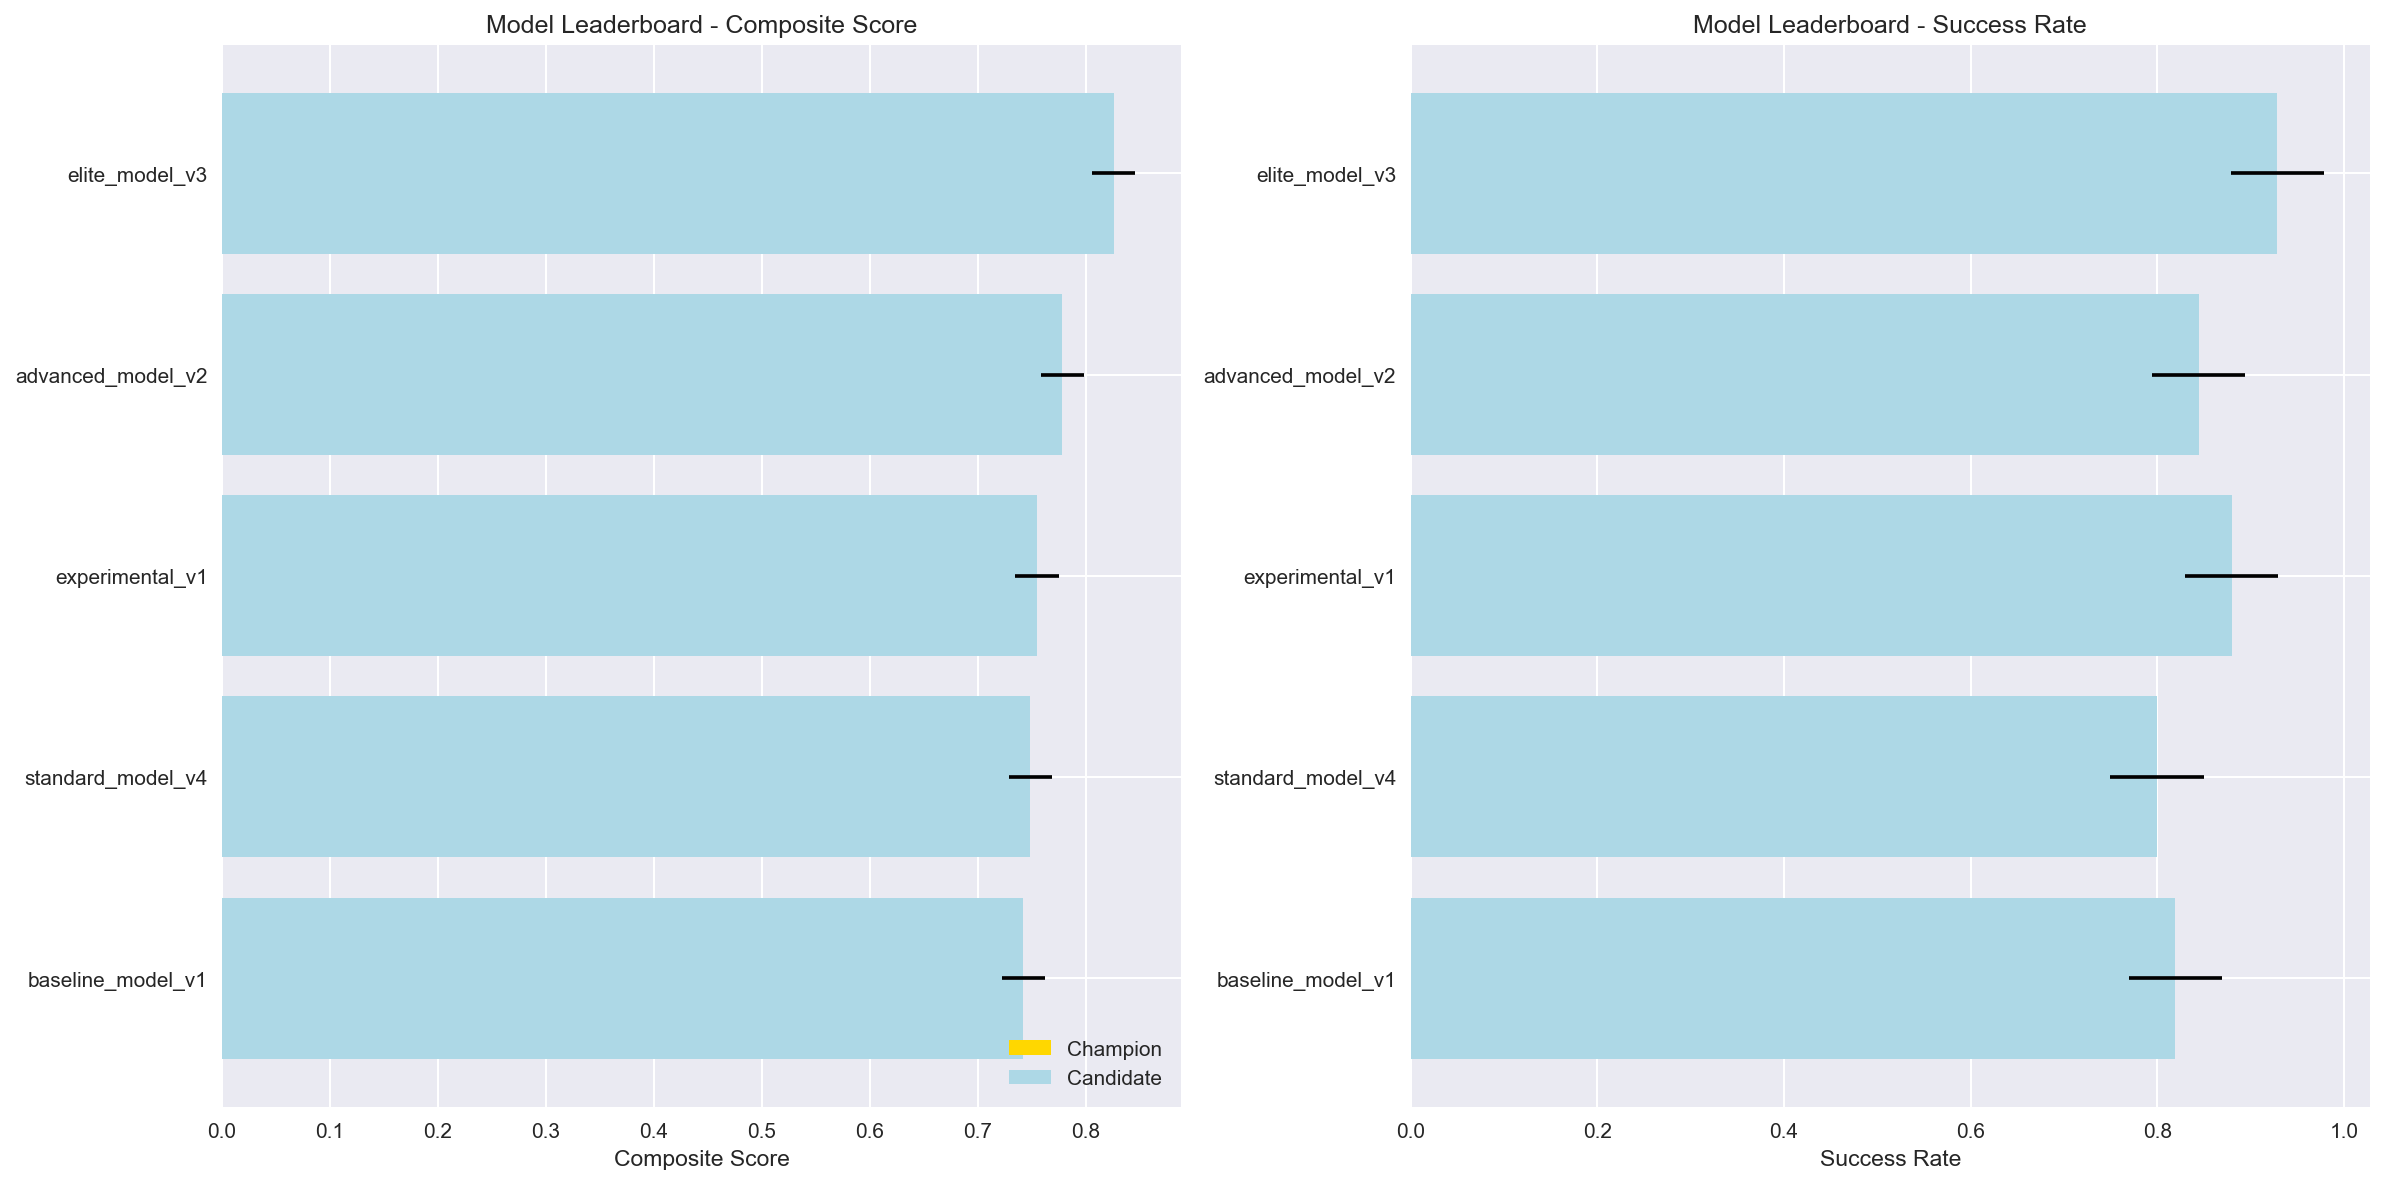 Model Leaderboard - Composite Score
elite_model_v3
advanced_model_v2
experimental_v1
standard_model_v4
baseline_model_v1
Champion
Candidate
0.0 0.1 0.2 0.3 0.4 0.5 0.6 0.7 0.8
Composite Score
Model Leaderboard - Success Rate
elite_model_v3
advanced_model_v2
experimental_v1
standard_model_v4
baseline_model_v1
0.0 0.2 0.4 0.6 0.8 1.0
Success Rate